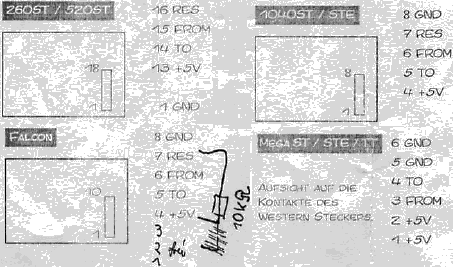 260ST / 520ST
16 RES
15 FROM
14 TO
13 +5V
1 GND
18
1
1040ST / STE
8 GND
7 RES
6 FROM
5 TO
4 +5V
8
1
FALCON
8 GND
7 RES
6 FROM
5 TO
4 +5V
3
2
1
10
1
10KΩ
MEGA ST / STE / TT
AUFSICHT AUF DIE
KONTAKTE DES
WESTERN STECKERS.
6 GND
5 GND
4 TO
3 FROM
2 +5V
1 +5V